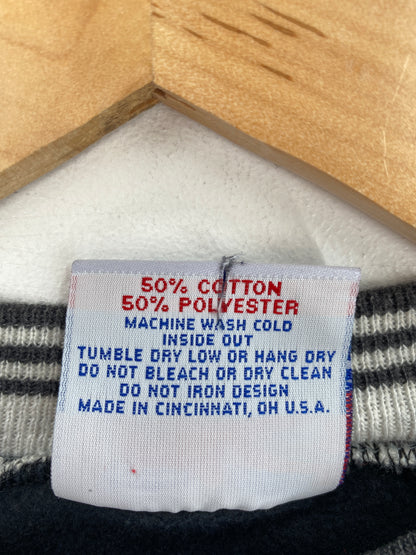 50% COTTON
50% POLYESTER
MACHINE WASH COLD
INSIDE OUT
TUMBLE DRY LOW OR HANG DRY
DO NOT BLEACH OR DRY CLEAN
DO NOT IRON DESIGN
MADE IN CINCINNATI, OH U.S.A.